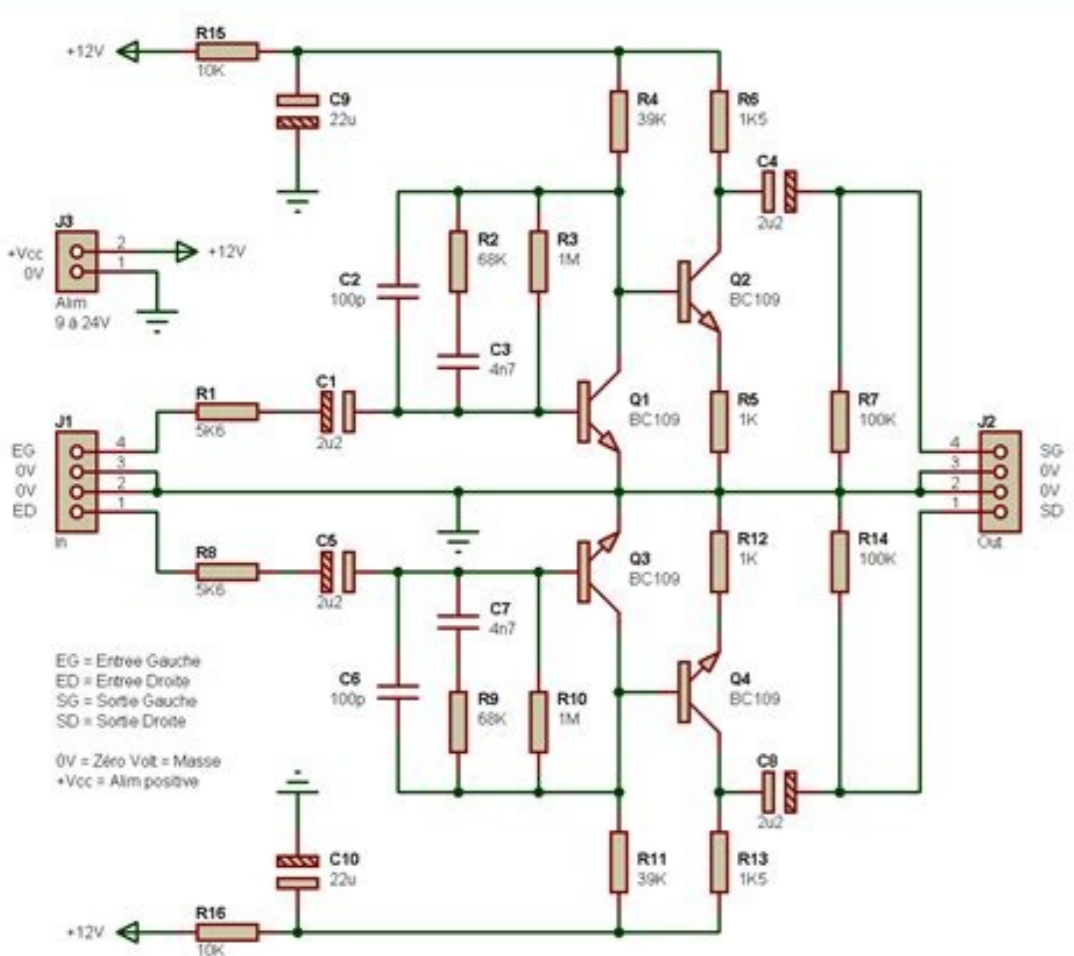 R15
+12V
10K
C9
22u
R4
39K
R6
1K5
C4
2u2
J3
+Vcc
2
+12V
0V
1
Alim
9 à 24V
R2
68K
R3
1M
C2
100p
Q2
BC109
C3
4n7
R1
5K6
C1
2u2
Q1
BC109
R5
1K
R7
100K
J1
EG
4
0V
3
0V
2
ED
1
In
J2
4
SG
3
0V
2
0V
1
SD
Out
R8
5K6
C5
2u2
Q3
BC109
R12
1K
R14
100K
C7
4n7
C6
100p
R9
68K
R10
1M
Q4
BC109
EG = Entree Gauche
ED = Entree Droite
SG = Sortie Gauche
SD = Sortie Droite
0V = Zéro Volt = Masse
+Vcc = Alim positive
C8
2u2
C10
22u
R11
39K
R13
1K5
R16
+12V
10K